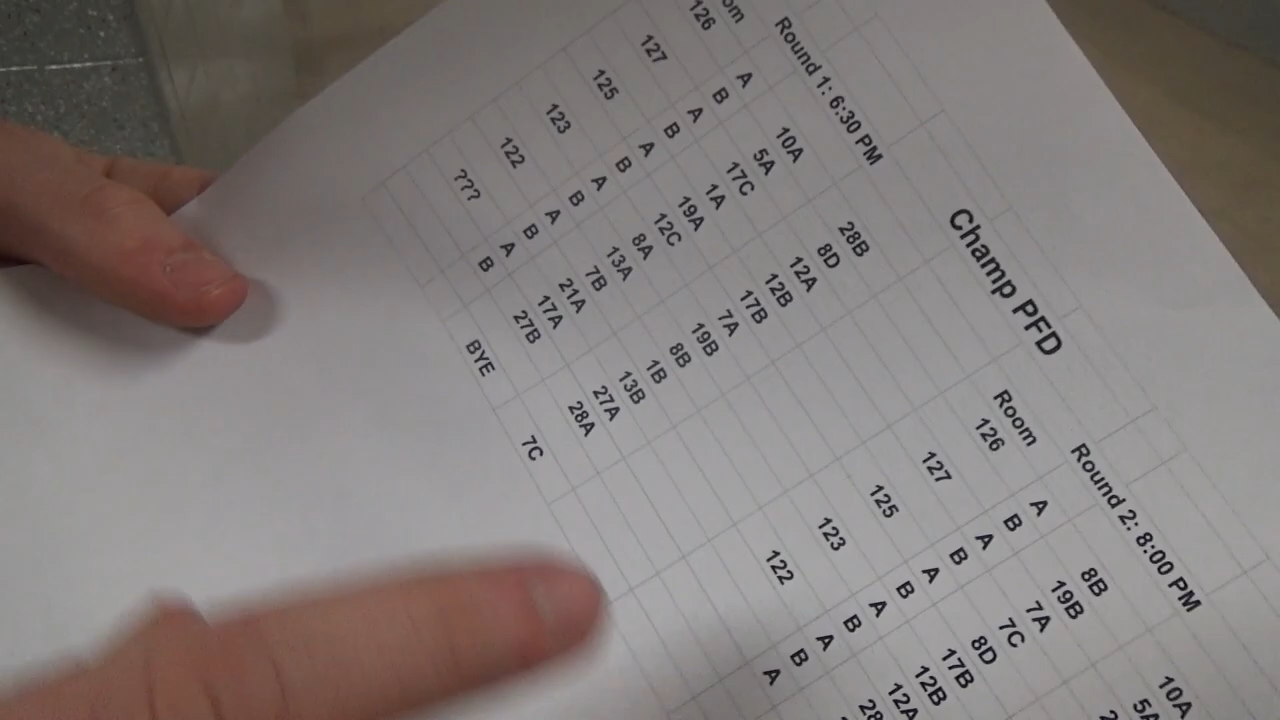 Champ PFD
Round 1: 6:30 PM Round 2: 8:00 PM
Room
126 A 10A 28B 126 A 8B 10A
B 5A 8D B 19B
127 A 17C 12A 127 A 7A
B 1A 12B B 7C
125 A 19A 17B 125 A 8D
B 12C 7A B 17B
123 A 8A 19B 123 A 12B
B 13A 8B B 12A
122 A 7B 1B 122 A
B 21A 13B B
??? A 17A 27A A
B 27B 28A
BYE 7C